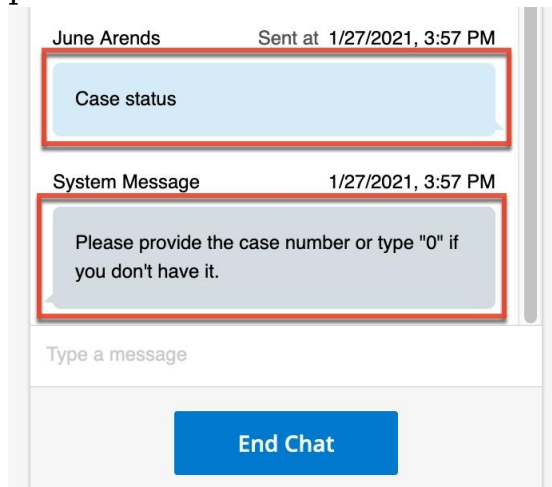 June Arends Sent at 1/27/2021, 3:57 PM
Case status
System Message 1/27/2021, 3:57 PM
Please provide the case number or type "0" if
you don't have it.
Type a message
End Chat